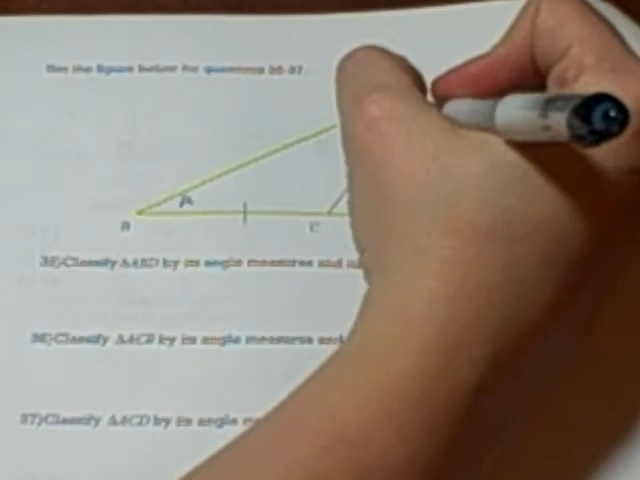 Use the figure below for questions 35-37.
B
C
35)Classify ΔABD by its angle measures and
36)Classify ΔACB by its angle measures and
37)Classify ΔACD by its angle